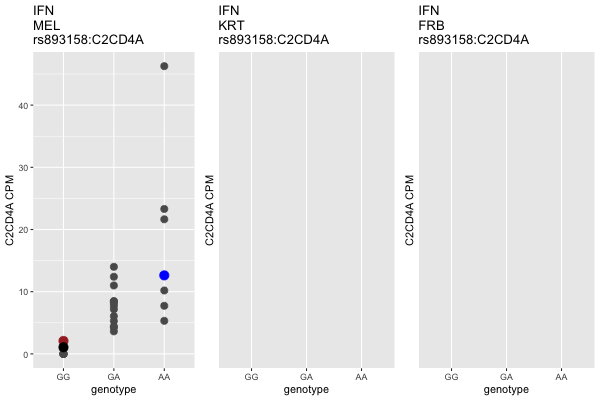 IFN
MEL
rs893158:C2CD4A
IFN
KRT
rs893158:C2CD4A
IFN
FRB
rs893158:C2CD4A
C2CD4A CPM
40
30
20
10
0
GG GA AA
genotype
C2CD4A CPM
GG GA AA
genotype
C2CD4A CPM
GG GA AA
genotype